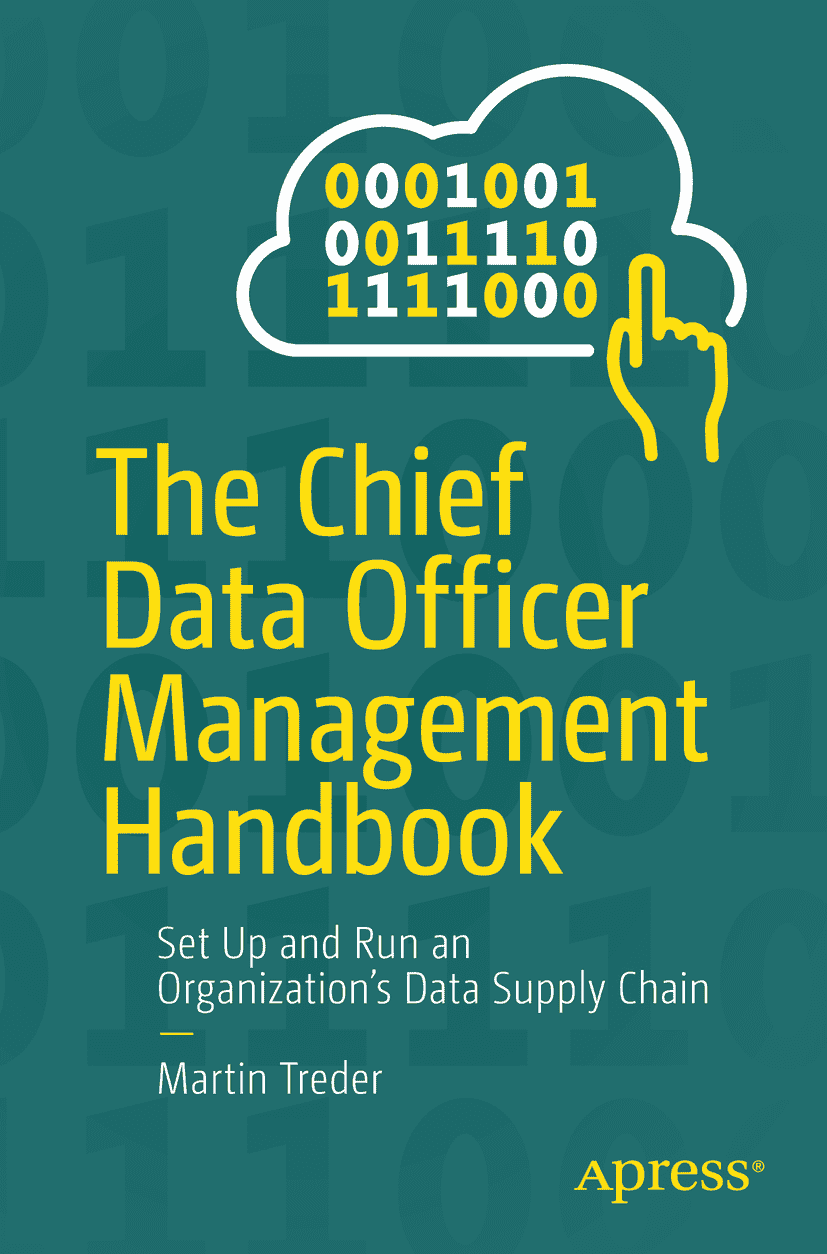 0001001
0011110
1111000
The Chief
Data Officer
Management
Handbook
Set Up and Run an
Organization’s Data Supply Chain
Martin Treder
Apress®